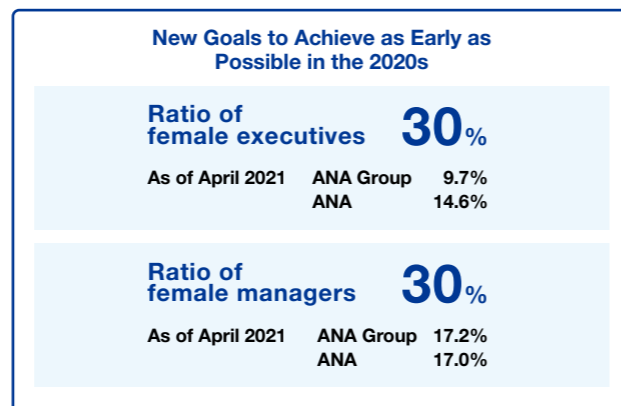 New Goals to Achieve as Early as
Possible in the 2020s
Ratio of
female executives 30%
As of April 2021 ANA Group 9.7%
ANA 14.6%
Ratio of
female managers 30%
As of April 2021 ANA Group 17.2%
ANA 17.0%